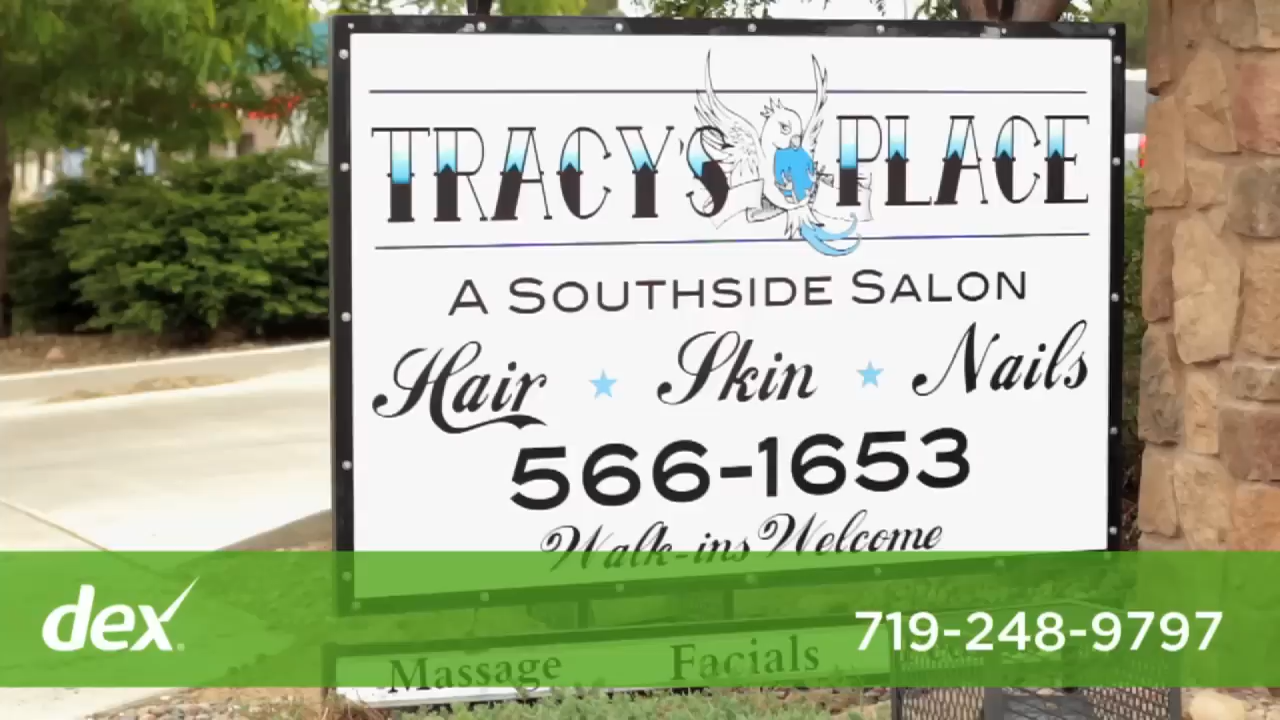 TRACY'S PLACE
A SOUTHSIDE SALON
Hair ★ Skin ★ Nails
566-1653
Walk-ins Welcome
dex
719-248-9797
Massage Facials